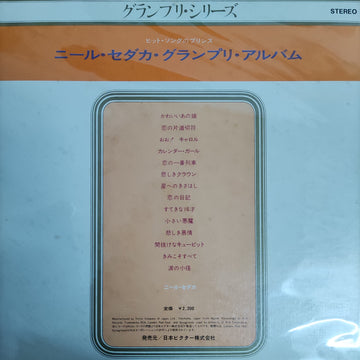 グランプリ・シリーズ
STEREO
ヒット・ソングのプリンス
ニール・セダカ・グランプリ・アルバム
かわいいあの娘
恋の片道切符
おお!キャロル
カレンダー・ガール
恋の一番列車
悲しきクラウン
星へのきざはし
恋の日記
すてきな16才
小さい悪魔
悲しき慕情
間抜けなキューピット
きみこそすべて
涙の小径
ニール・セダカ
定価 ¥2,200
発売元/日本ビクター株式会社